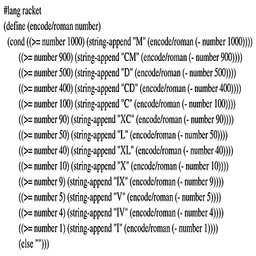 #lang racket
(define (encode/roman number)
(cond ((>= number 1000) (string-append "M" (encode/roman (- number 1000))))
((>= number 900) (string-append "CM" (encode/roman (- number 900))))
((>= number 500) (string-append "D" (encode/roman (- number 500))))
((>= number 400) (string-append "CD" (encode/roman (- number 400))))
((>= number 100) (string-append "C" (encode/roman (- number 100))))
((>= number 90) (string-append "XC" (encode/roman (- number 90))))
((>= number 50) (string-append "L" (encode/roman (- number 50))))
((>= number 40) (string-append "XL" (encode/roman (- number 40))))
((>= number 10) (string-append "X" (encode/roman (- number 10))))
((>= number 9) (string-append "IX" (encode/roman (- number 9))))
((>= number 5) (string-append "V" (encode/roman (- number 5))))
((>= number 4) (string-append "IV" (encode/roman (- number 4))))
((>= number 1) (string-append "I" (encode/roman (- number 1))))
(else "")))